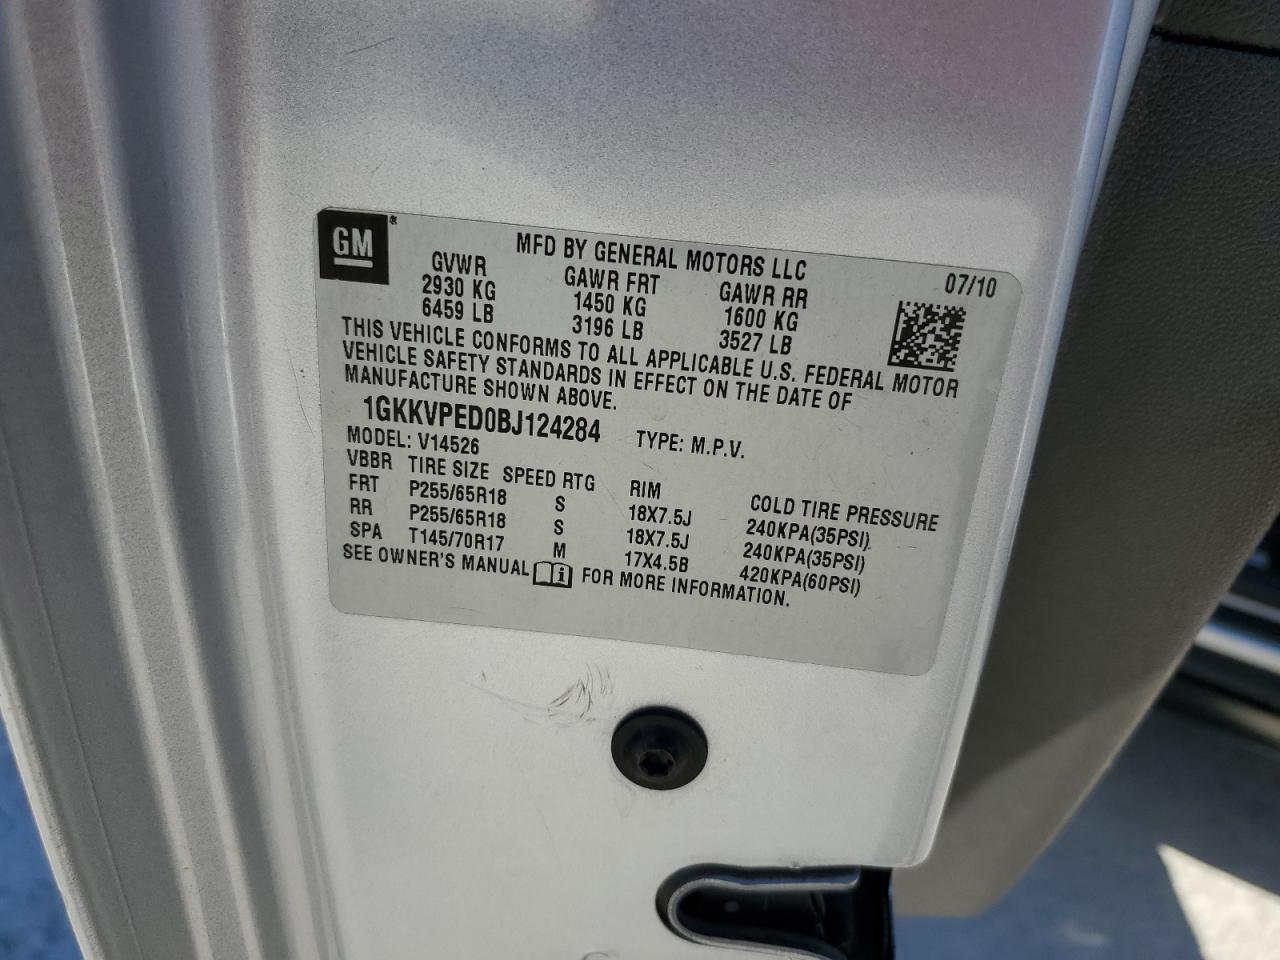 GM
MFD BY GENERAL MOTORS LLC 07/10
GVWR GAWR FRT GAWR RR
2930 KG 1450 KG 1600 KG
6459 LB 3196 LB 3527 LB
THIS VEHICLE CONFORMS TO ALL APPLICABLE U.S. FEDERAL MOTOR
VEHICLE SAFETY STANDARDS IN EFFECT ON THE DATE OF
MANUFACTURE SHOWN ABOVE.
1GKKVPED0BJ124284 TYPE: M.P.V.
MODEL: V14526
VBBR TIRE SIZE SPEED RTG RIM COLD TIRE PRESSURE
FRT P255/65R18 S 18X7.5J 240KPA(35PSI)
RR P255/65R18 S 18X7.5J 240KPA(35PSI)
SPA T145/70R17 M 17X4.5B 420KPA(60PSI)
SEE OWNER'S MANUAL i FOR MORE INFORMATION.